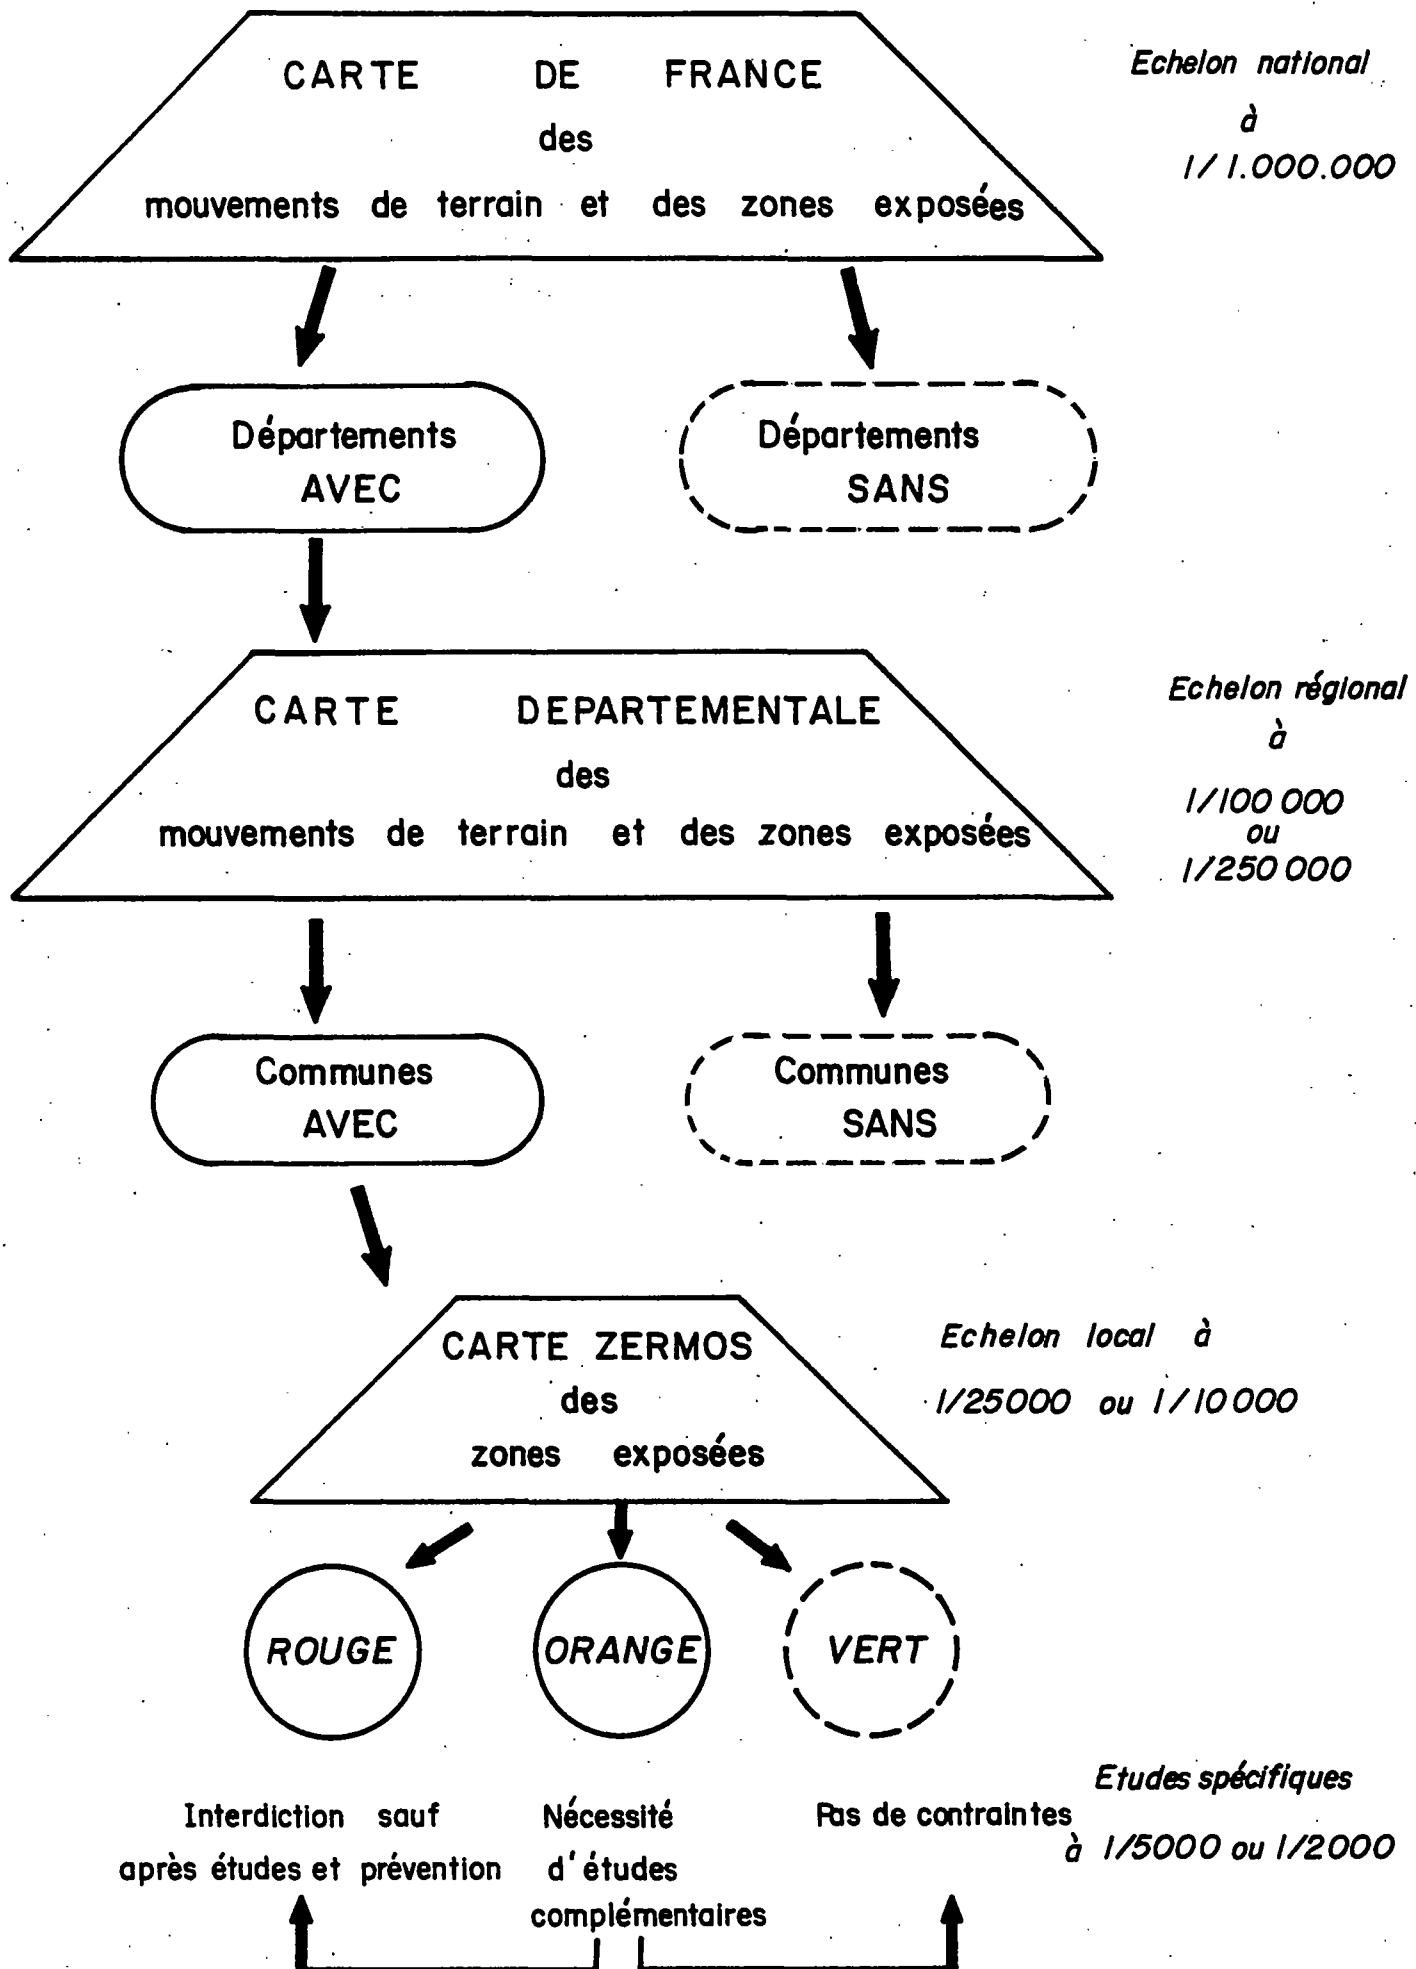 CARTE DE FRANCE
des
mouvements de terrain et des zones exposées
Echelon national
à
1/1.000.000
Départements
AVEC
Départements
SANS
CARTE DEPARTEMENTALE
des
mouvements de terrain et des zones exposées
Echelon régional
à
1/100 000
ou
1/250 000
Communes
AVEC
Communes
SANS
CARTE ZERMOS
des
zones exposées
Echelon local à
1/25000 ou 1/10 000
ROUGE
ORANGE
VERT
Interdiction sauf
après études et prévention
Nécessité
d'études
complémentaires
Pas de contraintes
Etudes spécifiques
à 1/5000 ou 1/2000